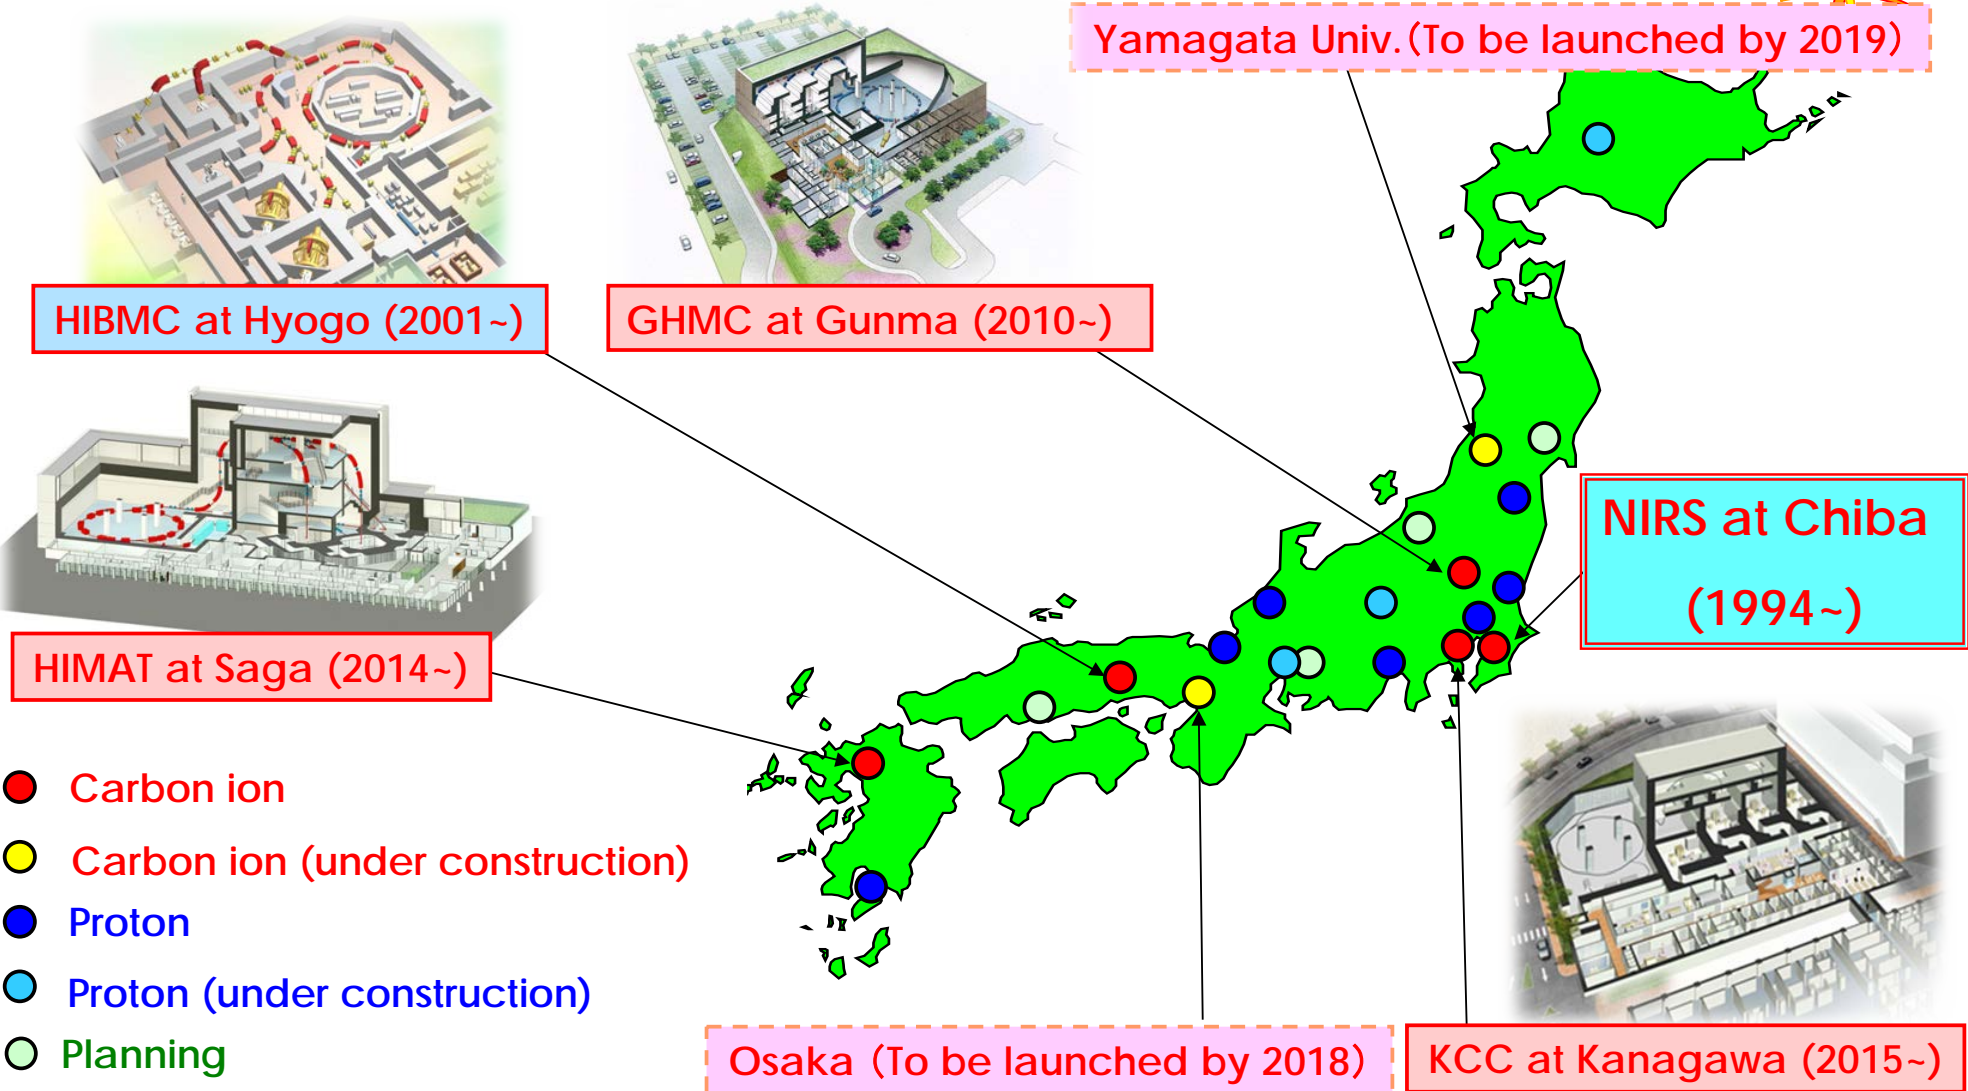 Yamagata Univ.(To be launched by 2019)
HIBMC at Hyogo (2001~)
GHMC at Gunma (2010~)
NIRS at Chiba
(1994~)
HIMAT at Saga (2014~)
Carbon ion
Carbon ion (under construction)
Proton
Proton (under construction)
Planning
Osaka (To be launched by 2018)
KCC at Kanagawa (2015~)